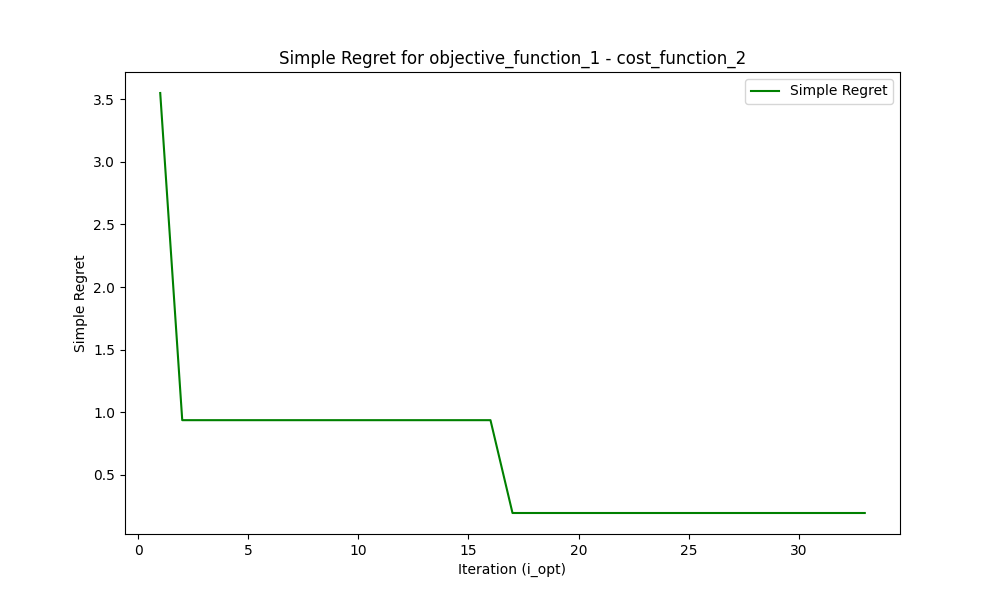 Simple Regret for objective_function_1 - cost_function_2
Simple Regret
3.5
3.0
2.5
2.0
1.5
1.0
0.5
Simple Regret
0 5 10 15 20 25 30
Iteration (i_opt)